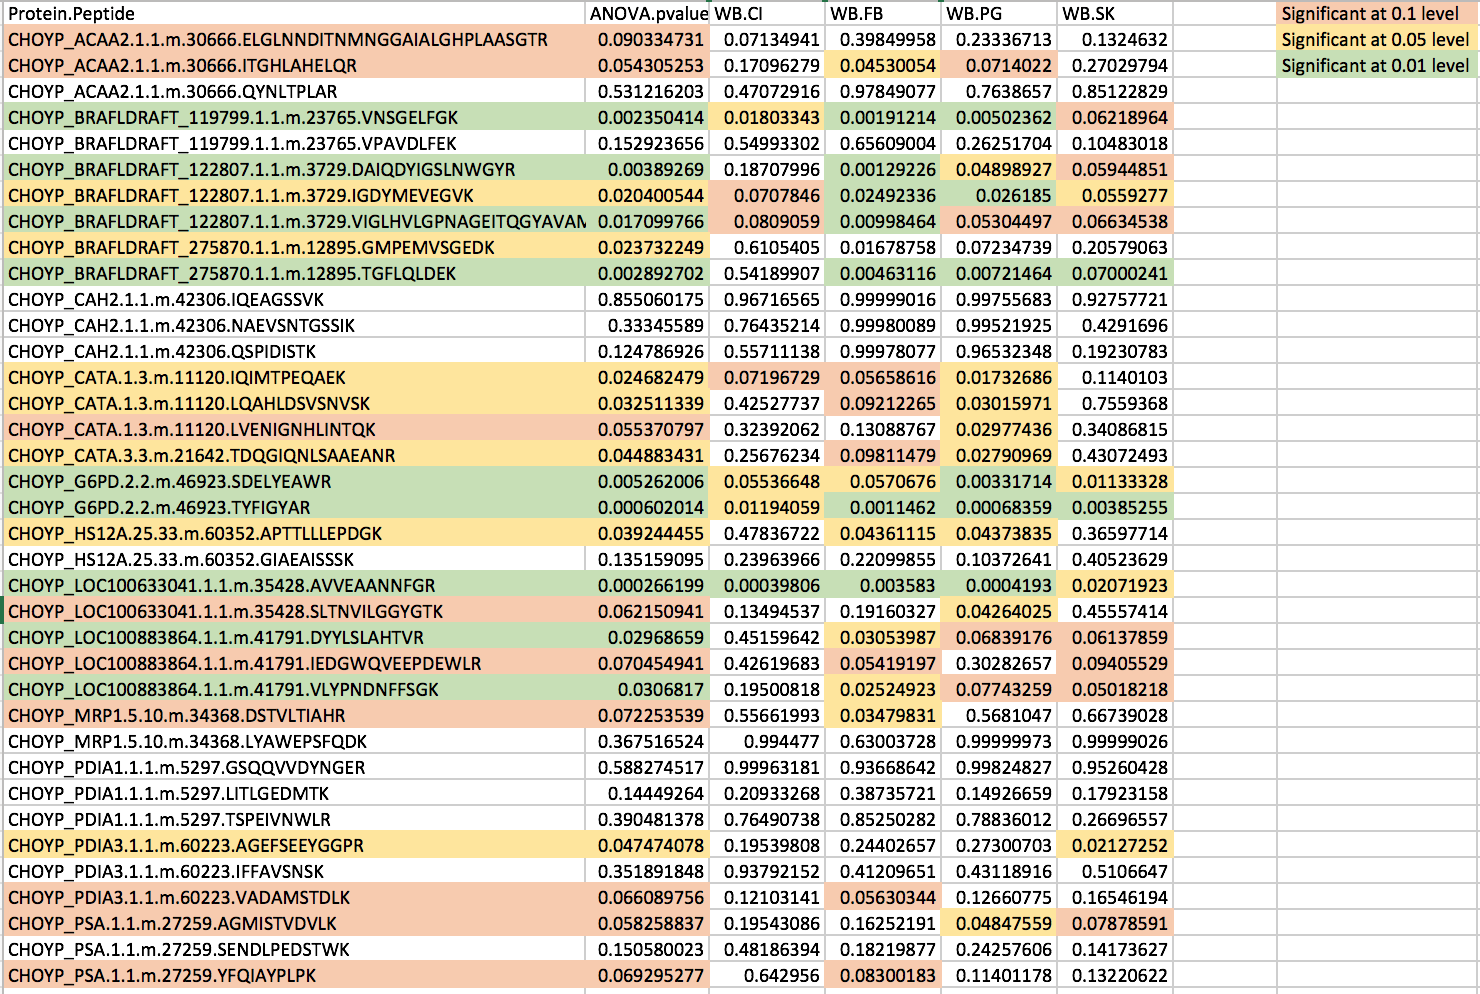 Protein.Peptide ANOVA.pvalue WB.CI WB.FB WB.PG WB.SK Significant at 0.1 level
CHOYP_ACAA2.1.1.m.30666.ELGLNNDITNMNGGAIALGHPLAASGTR 0.090334731 0.07134941 0.39849958 0.23336713 0.1324632 Significant at 0.05 level
CHOYP_ACAA2.1.1.m.30666.ITGHLAHELQR 0.054305253 0.17096279 0.04530054 0.0714022 0.27029794 Significant at 0.01 level
CHOYP_ACAA2.1.1.m.30666.QYNLTPLAR 0.531216203 0.47072916 0.97849077 0.7638657 0.85122829
CHOYP_BRAFLDRAFT_119799.1.1.m.23765.VNSGELFGK 0.002350414 0.01803343 0.00191214 0.00502362 0.06218964
CHOYP_BRAFLDRAFT_119799.1.1.m.23765.VPAVDLFEK 0.152923656 0.54993302 0.65609004 0.26251704 0.10483018
CHOYP_BRAFLDRAFT_122807.1.1.m.3729.DAIQDYIGSLNWGYR 0.00389269 0.18707996 0.00129226 0.04898927 0.05944851
CHOYP_BRAFLDRAFT_122807.1.1.m.3729.IGDYMEVEGVK 0.020400544 0.0707846 0.02492336 0.026185 0.0559277
CHOYP_BRAFLDRAFT_122807.1.1.m.3729.VIGLHVLGPNAGEITQGYAVAM 0.017099766 0.0809059 0.00998464 0.05304497 0.06634538
CHOYP_BRAFLDRAFT_275870.1.1.m.12895.GMPEMVSGEDK 0.023732249 0.6105405 0.01678758 0.07234739 0.20579063
CHOYP_BRAFLDRAFT_275870.1.1.m.12895.TGFLQLDEK 0.002892702 0.54189907 0.00463116 0.00721464 0.07000241
CHOYP_CAH2.1.1.m.42306.IQEAGSSVK 0.855060175 0.96716565 0.99999016 0.99755683 0.92757721
CHOYP_CAH2.1.1.m.42306.NAEVSNTGSSIK 0.33345589 0.76435214 0.99980089 0.99521925 0.4291696
CHOYP_CAH2.1.1.m.42306.QSPIDISTK 0.124786926 0.55711138 0.99978077 0.96532348 0.19230783
CHOYP_CATA.1.3.m.11120.IQIMTPEQAEK 0.024682479 0.07196729 0.05658616 0.01732686 0.1140103
CHOYP_CATA.1.3.m.11120.LQAHLDSVSNVSK 0.032511339 0.42527737 0.09212265 0.03015971 0.7559368
CHOYP_CATA.1.3.m.11120.LVENIGNHLINTQK 0.055370797 0.32392062 0.13088767 0.02977436 0.34086815
CHOYP_CATA.3.3.m.21642.TDQGIQNLSAAEANR 0.044883431 0.25676234 0.09811479 0.02790969 0.43072493
CHOYP_G6PD.2.2.m.46923.SDELYEAWR 0.005262006 0.05536648 0.0570676 0.00331714 0.01133328
CHOYP_G6PD.2.2.m.46923.TYFIGYAR 0.000602014 0.01194059 0.0011462 0.00068359 0.00385255
CHOYP_HS12A.25.33.m.60352.APTTLLLEPDGK 0.039244455 0.47836722 0.04361115 0.04373835 0.36597714
CHOYP_HS12A.25.33.m.60352.GIAEAISSSK 0.135159095 0.23963966 0.22099855 0.10372641 0.40523629
CHOYP_LOC100633041.1.1.m.35428.AVVEAANNFGR 0.000266199 0.00039806 0.003583 0.0004193 0.02071923
CHOYP_LOC100633041.1.1.m.35428.SLTNVILGGYGTK 0.062150941 0.13494537 0.19160327 0.04264025 0.45557414
CHOYP_LOC100883864.1.1.m.41791.DYYLSLAHTVR 0.02968659 0.45159642 0.03053987 0.06839176 0.06137859
CHOYP_LOC100883864.1.1.m.41791.IEDGWQVEEPDEWLR 0.070454941 0.42619683 0.05419197 0.30282657 0.09405529
CHOYP_LOC100883864.1.1.m.41791.VLYPNDNFFSGK 0.0306817 0.19500818 0.02524923 0.07743259 0.05018218
CHOYP_MRP1.5.10.m.34368.DSTVLTIAHR 0.072253539 0.55661993 0.03479831 0.5681047 0.66739028
CHOYP_MRP1.5.10.m.34368.LYAWEPSFQDK 0.367516524 0.994477 0.63003728 0.99999973 0.99999026
CHOYP_PDIA1.1.1.m.5297.GSQQVVDYNGER 0.588274517 0.99963181 0.93668642 0.99824827 0.95260428
CHOYP_PDIA1.1.1.m.5297.LITLGEDMTK 0.14449264 0.20933268 0.38735721 0.14926659 0.17923158
CHOYP_PDIA1.1.1.m.5297.TSPEIVNWLR 0.390481378 0.76490738 0.85250282 0.78836012 0.26696557
CHOYP_PDIA3.1.1.m.60223.AGEFSEEYGGPR 0.047474078 0.19539808 0.24402657 0.27300703 0.02127252
CHOYP_PDIA3.1.1.m.60223.IFFAVSNSK 0.351891848 0.93792152 0.41209651 0.43118916 0.5106647
CHOYP_PDIA3.1.1.m.60223.VADAMSTDLK 0.066089756 0.12103141 0.05630344 0.12660775 0.16546194
CHOYP_PSA.1.1.m.27259.AGMISTVDVLK 0.058258837 0.19543086 0.16252191 0.04847559 0.07878591
CHOYP_PSA.1.1.m.27259.SENDLPEDSTWK 0.150580023 0.48186394 0.18219877 0.24257606 0.14173627
CHOYP_PSA.1.1.m.27259.YFQIAYPLPK 0.069295277 0.642956 0.08300183 0.11401178 0.13220622